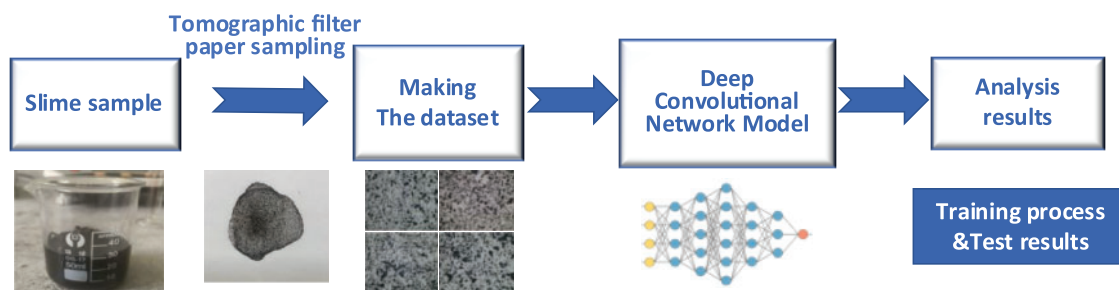 Tomographic filter
paper sampling
Slime sample
Making
The dataset
Deep
Convolutional
Network Model
Analysis
results
40
Training process
&Test results